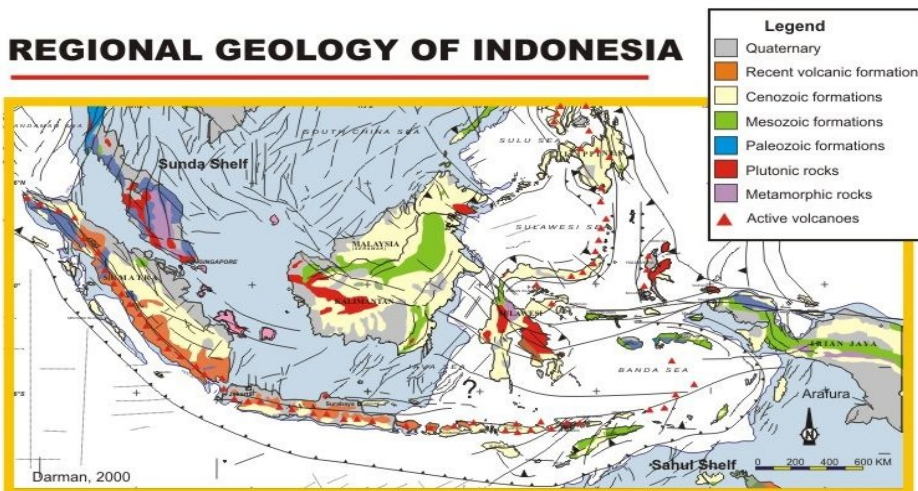 REGIONAL GEOLOGY OF INDONESIA
Legend
Quaternary
Recent volcanic formation
Cenozoic formations
Mesozoic formations
Paleozoic formations
Plutonic rocks
Metamorphic rocks
Active volcanoes
SOUTH CHINA SEA
SULU SEA
Sunda Shelf
SULAWESI SEA
MALAYSIA
SINGAPORE
SUMATRA
KALIMANTAN
SULAWESI
IRIAN JAYA
BANDA SEA
JAVA SEA
?
Arafura
N
Sahul Shelf
0 200 400 600 KM
Darman, 2000